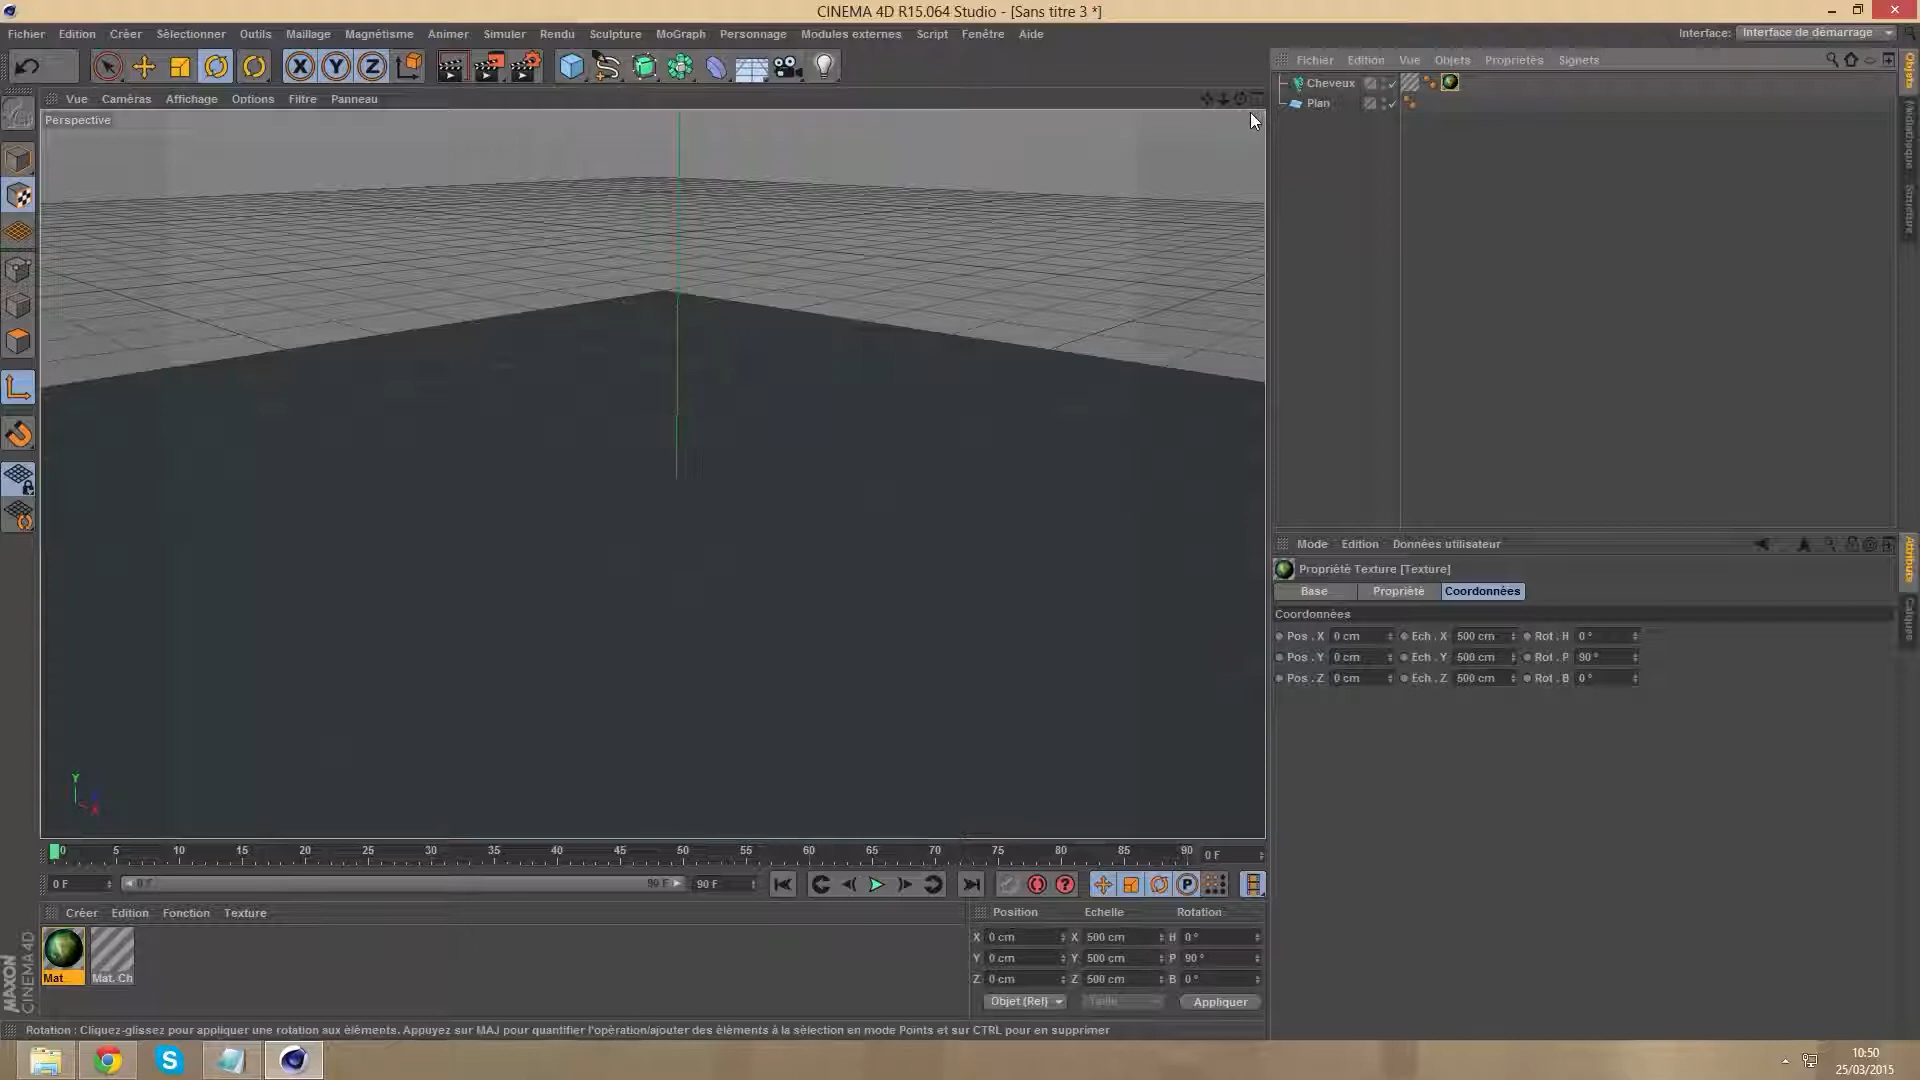 CINEMA 4D R15.064 Studio - [Sans titre 3 *]
Fichier Edition Créer Sélectionner Outils Maillage Magnétisme Animer Simuler Rendu Sculpture MoGraph Personnage Modules externes Script Fenêtre Aide Interface: Interface de démarrage
X Y Z
Fichier Edition Vue Objets Propriétés Signets
Objets
Médiathèque
Structure
Cheveux
Plan
Vue Caméras Affichage Options Filtre Panneau
Perspective
Y
X
Mode Edition Données utilisateur
Attributs
Calques
Propriété Texture [Texture]
Base Propriété Coordonnées
Coordonnées
Pos . X 0 cm Ech . X 500 cm Rot . H 0 °
Pos . Y 0 cm Ech . Y 500 cm Rot . P 90 °
Pos . Z 0 cm Ech . Z 500 cm Rot . B 0 °
0 5 10 15 20 25 30 35 40 45 50 55 60 65 70 75 80 85 90 0 F
0 F 0 F 90 F 90 F P
Créer Edition Fonction Texture
Mat Mat. Ch
Position Echelle Rotation
X 0 cm X 500 cm H 0 °
Y 0 cm Y 500 cm P 90 °
Z 0 cm Z 500 cm B 0 °
Objet (Rel) Taille Appliquer
MAXON
CINEMA 4D
Rotation : Cliquez-glissez pour appliquer une rotation aux éléments. Appuyez sur MAJ pour quantifier l'opération/ajouter des éléments à la sélection en mode Points et sur CTRL pour en supprimer
10:50
25/03/2015